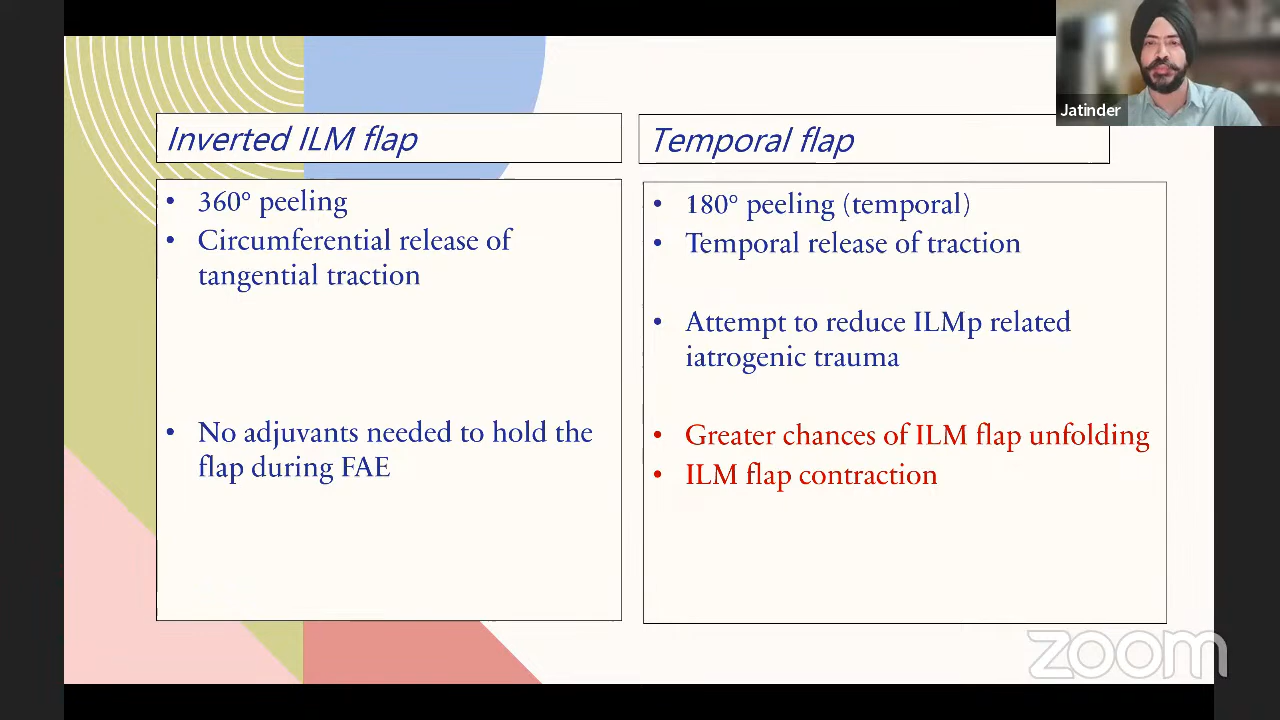 Jatinder
Inverted ILM flap
360° peeling
Circumferential release of
tangential traction
No adjuvants needed to hold the
flap during FAE
Temporal flap
180° peeling (temporal)
Temporal release of traction
Attempt to reduce ILMp related
iatrogenic trauma
Greater chances of ILM flap unfolding
ILM flap contraction
zoom